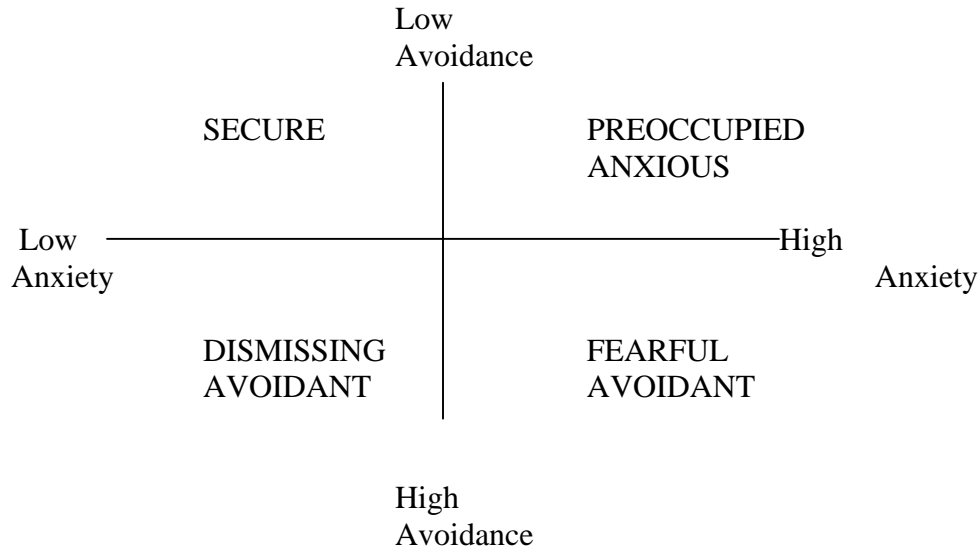 Low
Avoidance
SECURE
PREOCCUPIED
ANXIOUS
Low
Anxiety
High
Anxiety
DISMISSING
AVOIDANT
FEARFUL
AVOIDANT
High
Avoidance